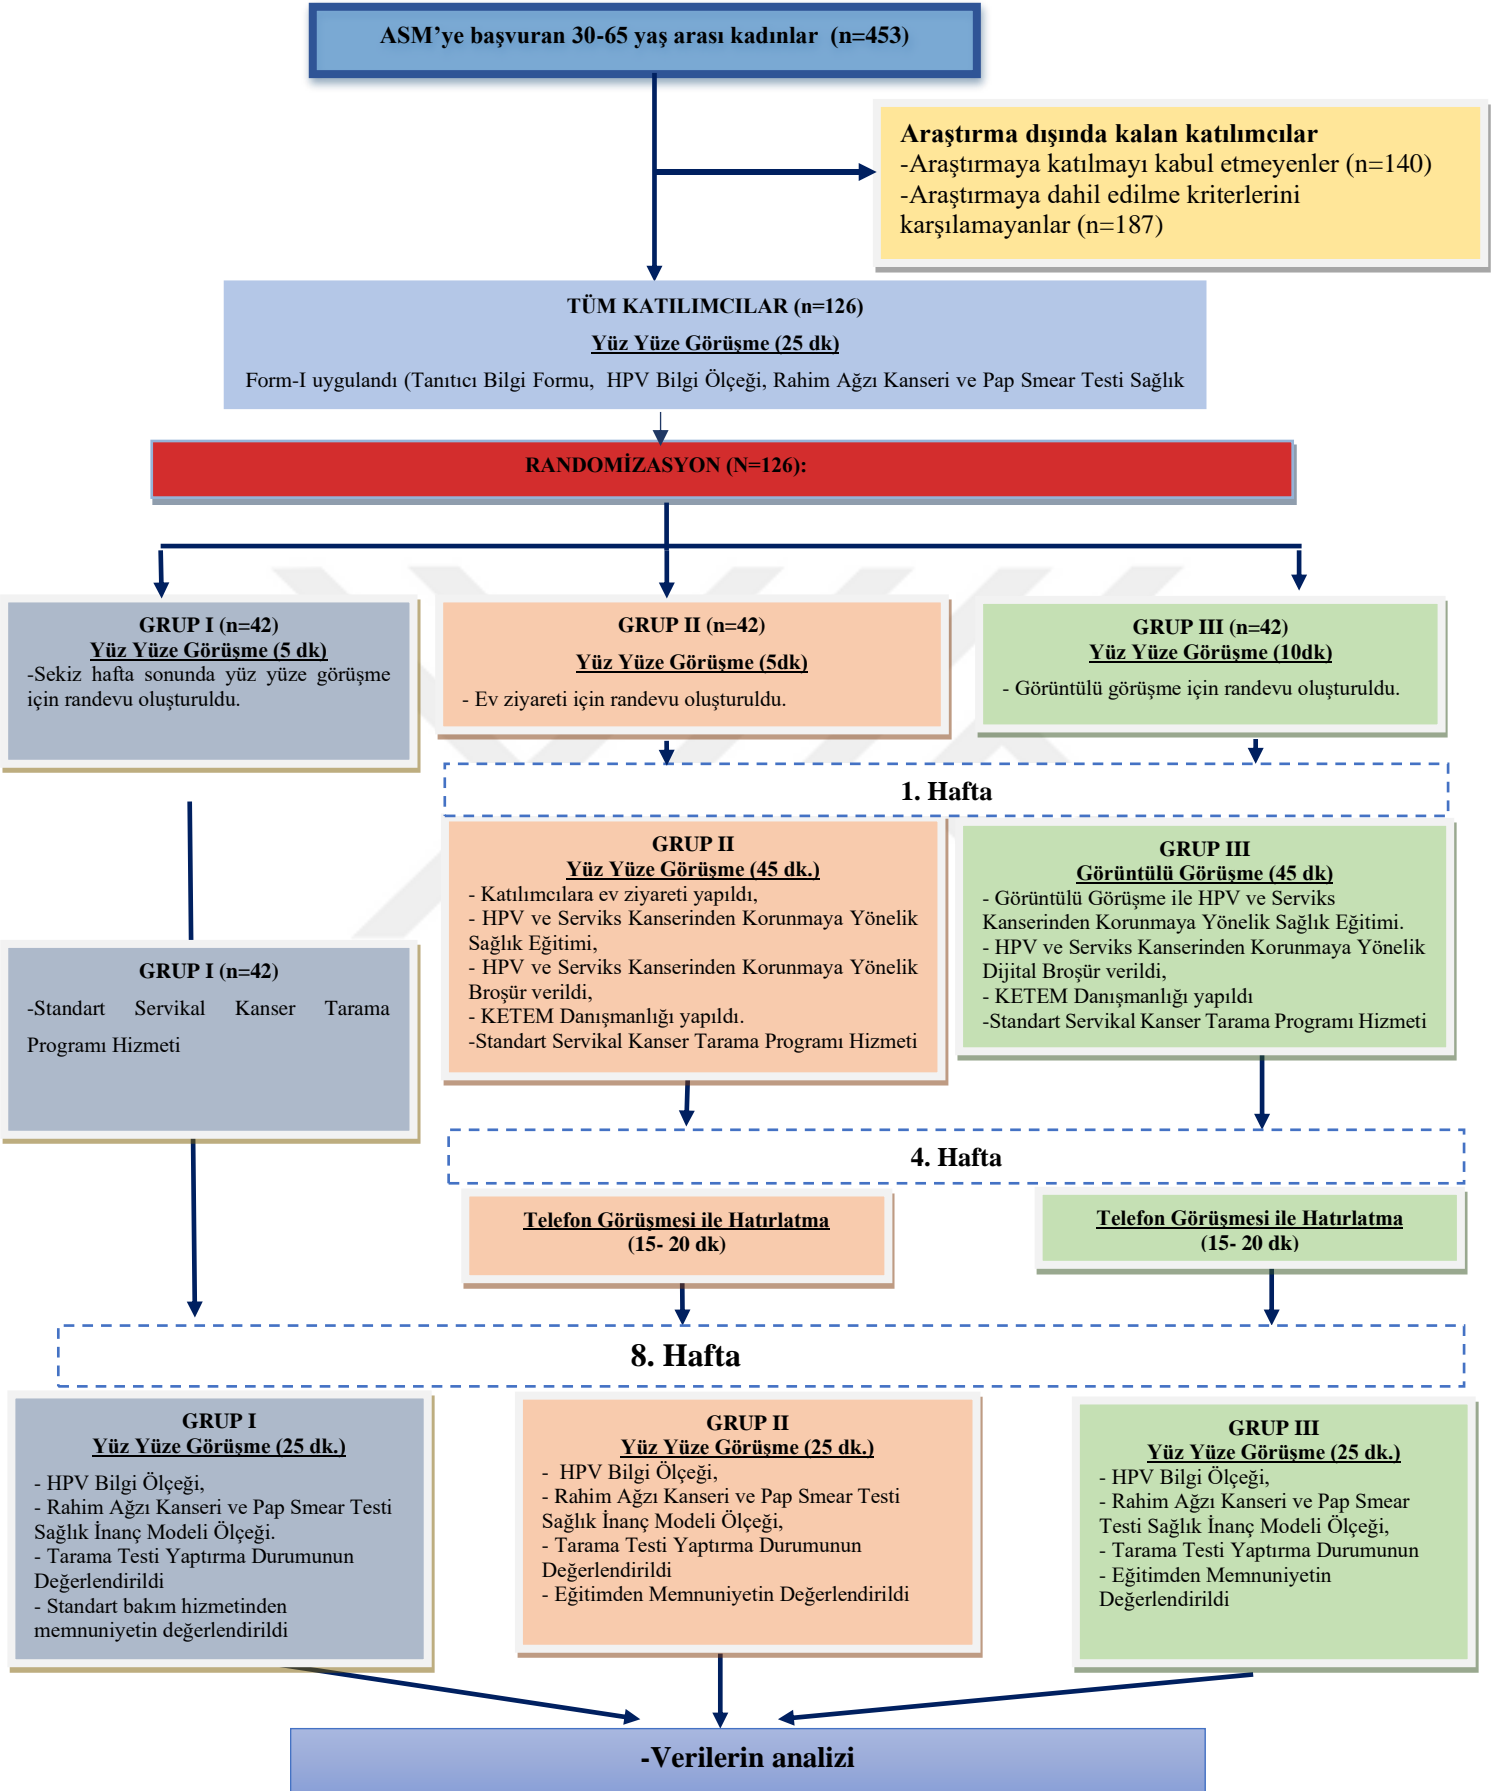 ASM’ye başvuran 30-65 yaş arası kadınlar  (n=453)
Araştırma dışında kalan katılımcılar
-Araştırmaya katılmayı kabul etmeyenler (n=140)
-Araştırmaya dahil edilme kriterlerini
karşılamayanlar (n=187)
TÜM KATILIMCILAR (n=126)
Yüz Yüze Görüşme (25 dk)
Form-I uygulandı (Tanıtıcı Bilgi Formu,  HPV Bilgi Ölçeği, Rahim Ağzı Kanseri ve Pap Smear Testi Sağlık
RANDOMİZASYON (N=126):
GRUP I (n=42)
Yüz Yüze Görüşme (5 dk)
-Sekiz hafta sonunda yüz yüze görüşme
için randevu oluşturuldu.
GRUP II (n=42)
Yüz Yüze Görüşme (5dk)
- Ev ziyareti için randevu oluşturuldu.
GRUP III (n=42)
Yüz Yüze Görüşme (10dk)
- Görüntülü görüşme için randevu oluşturuldu.
1. Hafta
GRUP II
Yüz Yüze Görüşme (45 dk.)
- Katılımcılara ev ziyareti yapıldı,
- HPV ve Serviks Kanserinden Korunmaya Yönelik
Sağlık Eğitimi,
- HPV ve Serviks Kanserinden Korunmaya Yönelik
Broşür verildi,
- KETEM Danışmanlığı yapıldı.
-Standart Servikal Kanser Tarama Programı Hizmeti
GRUP III
Görüntülü Görüşme (45 dk)
- Görüntülü Görüşme ile HPV ve Serviks
Kanserinden Korunmaya Yönelik Sağlık Eğitimi.
- HPV ve Serviks Kanserinden Korunmaya Yönelik
Dijital Broşür verildi,
- KETEM Danışmanlığı yapıldı
-Standart Servikal Kanser Tarama Programı Hizmeti
GRUP I (n=42)
-Standart Servikal Kanser Tarama
Programı Hizmeti
4. Hafta
Telefon Görüşmesi ile Hatırlatma
(15- 20 dk)
Telefon Görüşmesi ile Hatırlatma
(15- 20 dk)
8. Hafta
GRUP I
Yüz Yüze Görüşme (25 dk.)
- HPV Bilgi Ölçeği,
- Rahim Ağzı Kanseri ve Pap Smear Testi
Sağlık İnanç Modeli Ölçeği.
- Tarama Testi Yaptırma Durumunun
Değerlendirildi
- Standart bakım hizmetinden
memnuniyetin değerlendirildi
GRUP II
Yüz Yüze Görüşme (25 dk.)
-  HPV Bilgi Ölçeği,
- Rahim Ağzı Kanseri ve Pap Smear Testi
Sağlık İnanç Modeli Ölçeği,
- Tarama Testi Yaptırma Durumunun
Değerlendirildi
- Eğitimden Memnuniyetin Değerlendirildi
GRUP III
Yüz Yüze Görüşme (25 dk.)
- HPV Bilgi Ölçeği,
- Rahim Ağzı Kanseri ve Pap Smear
Testi Sağlık İnanç Modeli Ölçeği,
- Tarama Testi Yaptırma Durumunun
- Eğitimden Memnuniyetin
Değerlendirildi
-Verilerin analizi